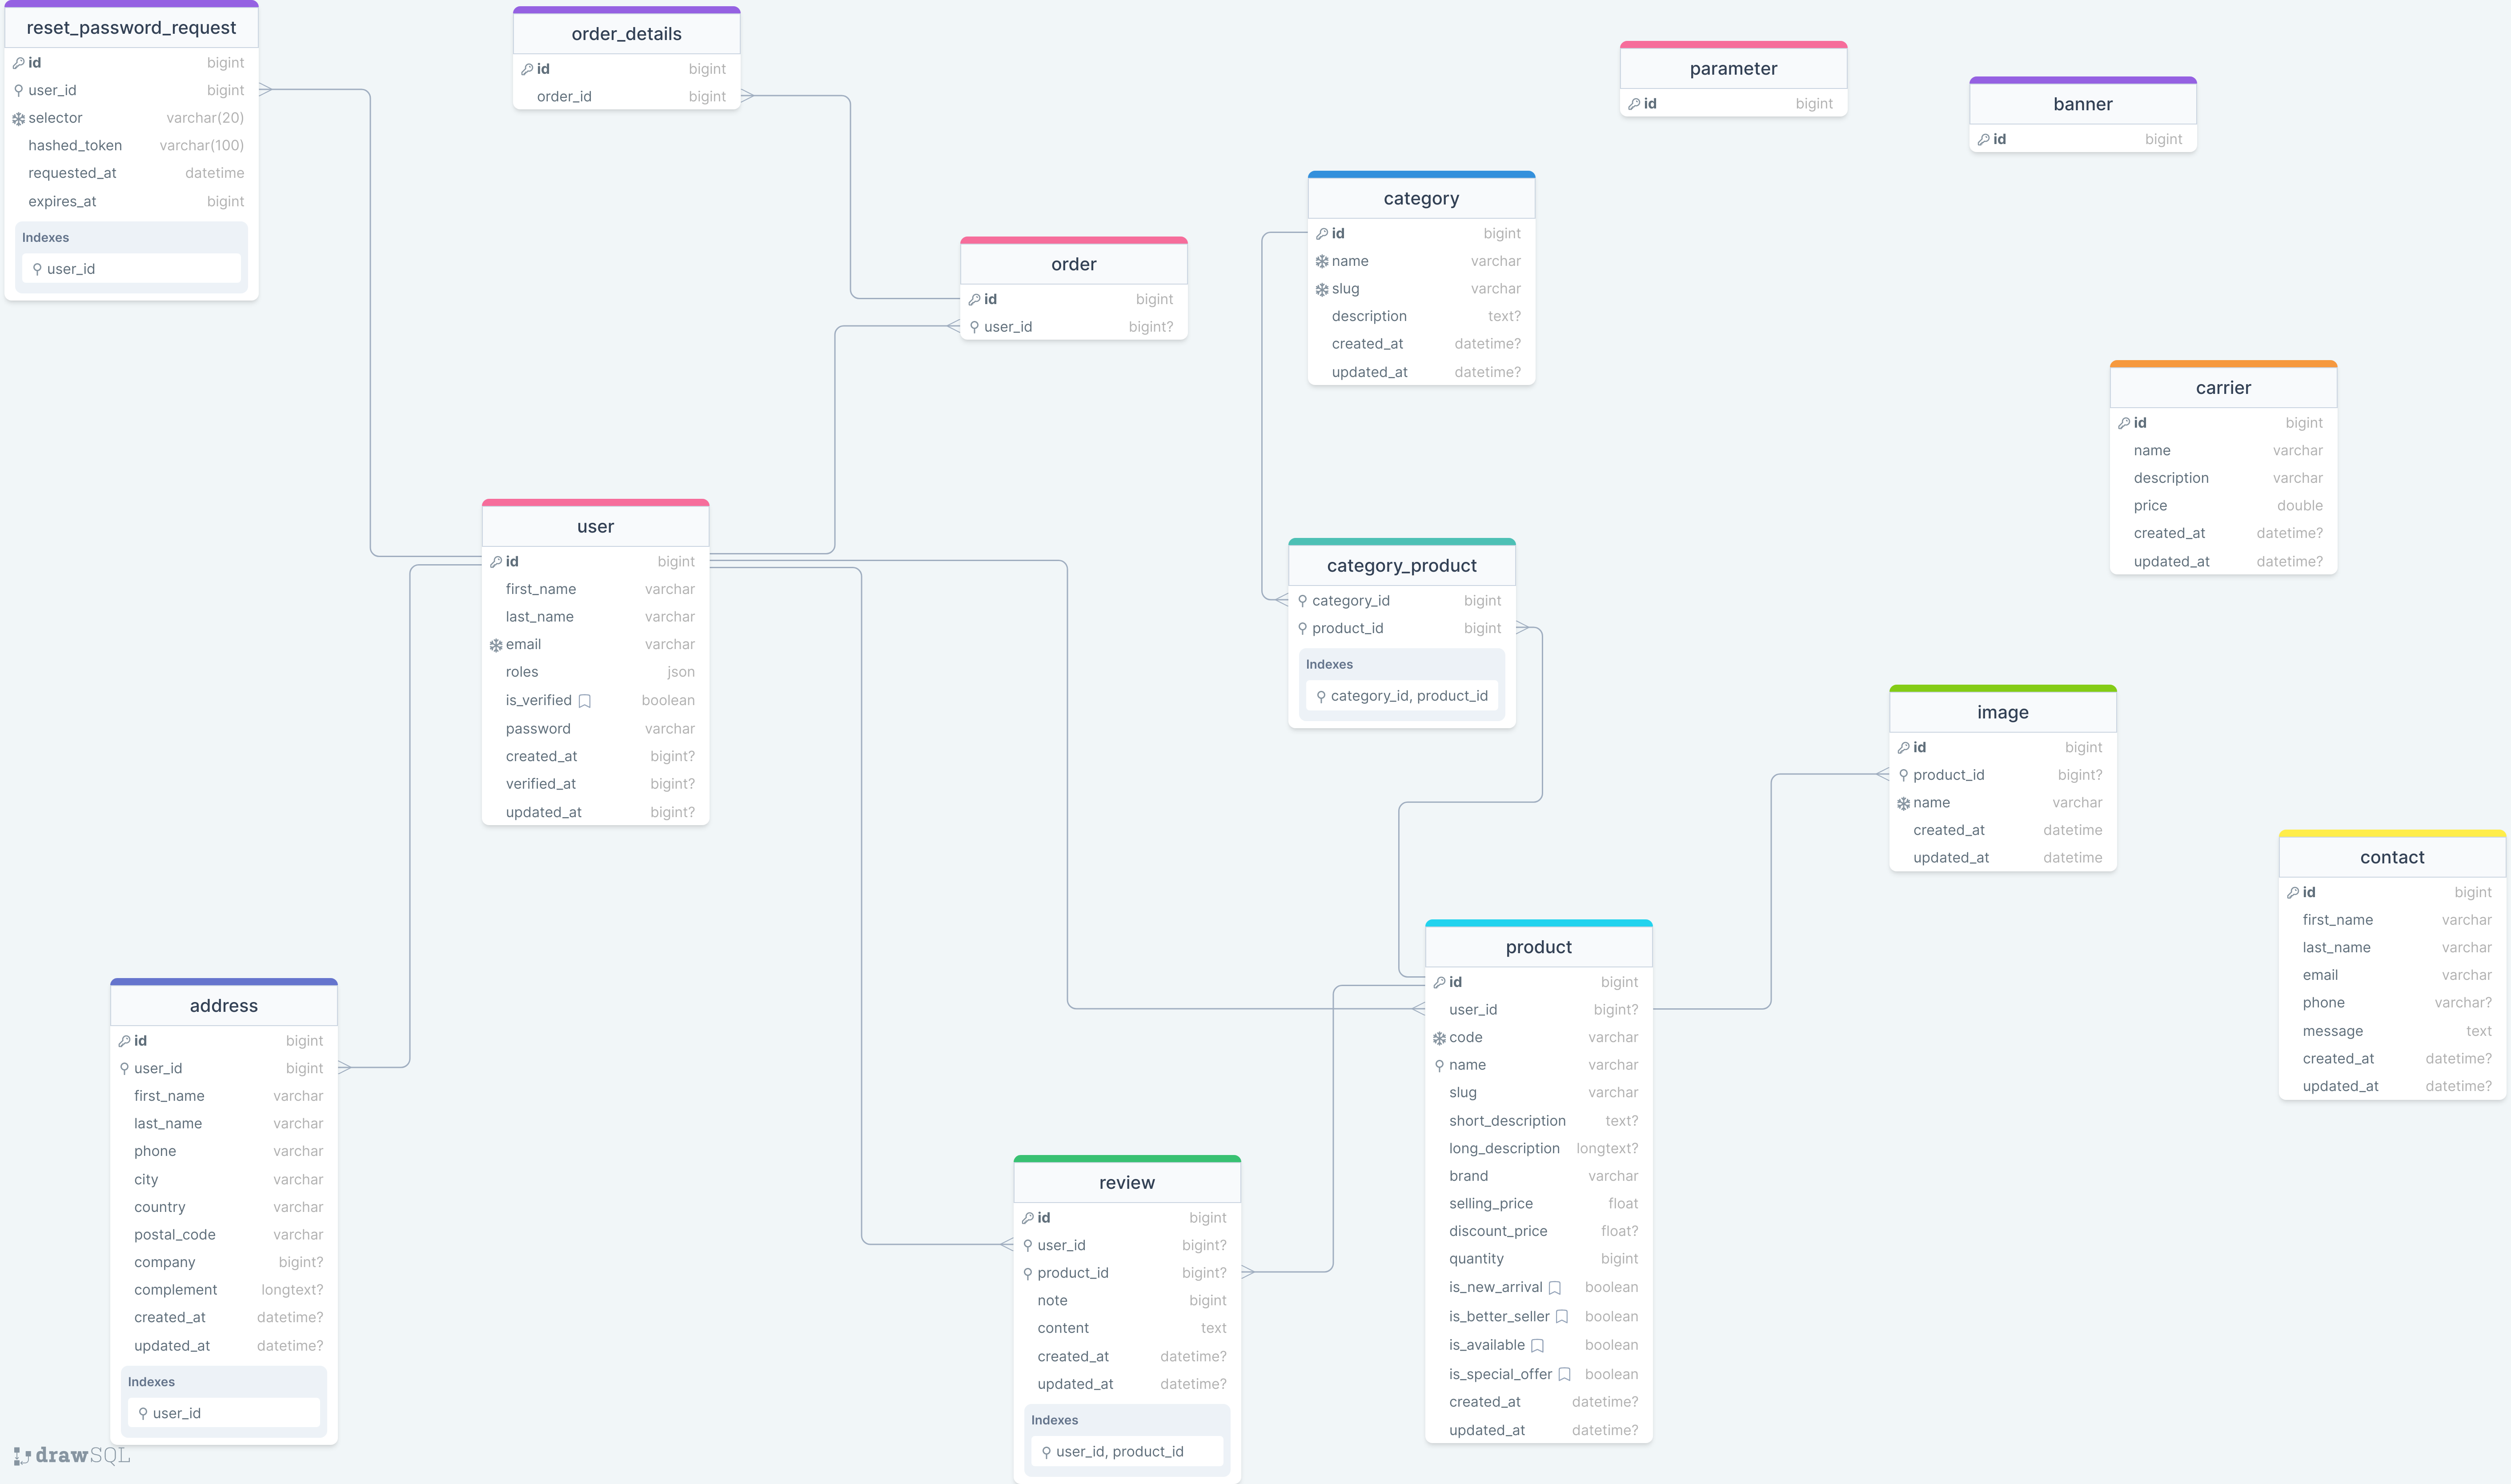 reset_password_request
id bigint
user_id bigint
selector varchar(20)
hashed_token varchar(100)
requested_at datetime
expires_at bigint
Indexes
user_id
order_details
id bigint
order_id bigint
parameter
id bigint
banner
id bigint
category
id bigint
name varchar
slug varchar
description text?
created_at datetime?
updated_at datetime?
order
id bigint
user_id bigint?
carrier
id bigint
name varchar
description varchar
price double
created_at datetime?
updated_at datetime?
user
id bigint
first_name varchar
last_name varchar
email varchar
roles json
is_verified boolean
password varchar
created_at bigint?
verified_at bigint?
updated_at bigint?
category_product
category_id bigint
product_id bigint
Indexes
category_id, product_id
image
id bigint
product_id bigint?
name varchar
created_at datetime
updated_at datetime
contact
id bigint
first_name varchar
last_name varchar
email varchar
phone varchar?
message text
created_at datetime?
updated_at datetime?
product
id bigint
user_id bigint?
code varchar
name varchar
slug varchar
short_description text?
long_description longtext?
brand varchar
selling_price float
discount_price float?
quantity bigint
is_new_arrival boolean
is_better_seller boolean
is_available boolean
is_special_offer boolean
created_at datetime?
updated_at datetime?
address
id bigint
user_id bigint
first_name varchar
last_name varchar
phone varchar
city varchar
country varchar
postal_code varchar
company bigint?
complement longtext?
created_at datetime?
updated_at datetime?
Indexes
user_id
review
id bigint
user_id bigint?
product_id bigint?
note bigint
content text
created_at datetime?
updated_at datetime?
Indexes
user_id, product_id
drawSQL